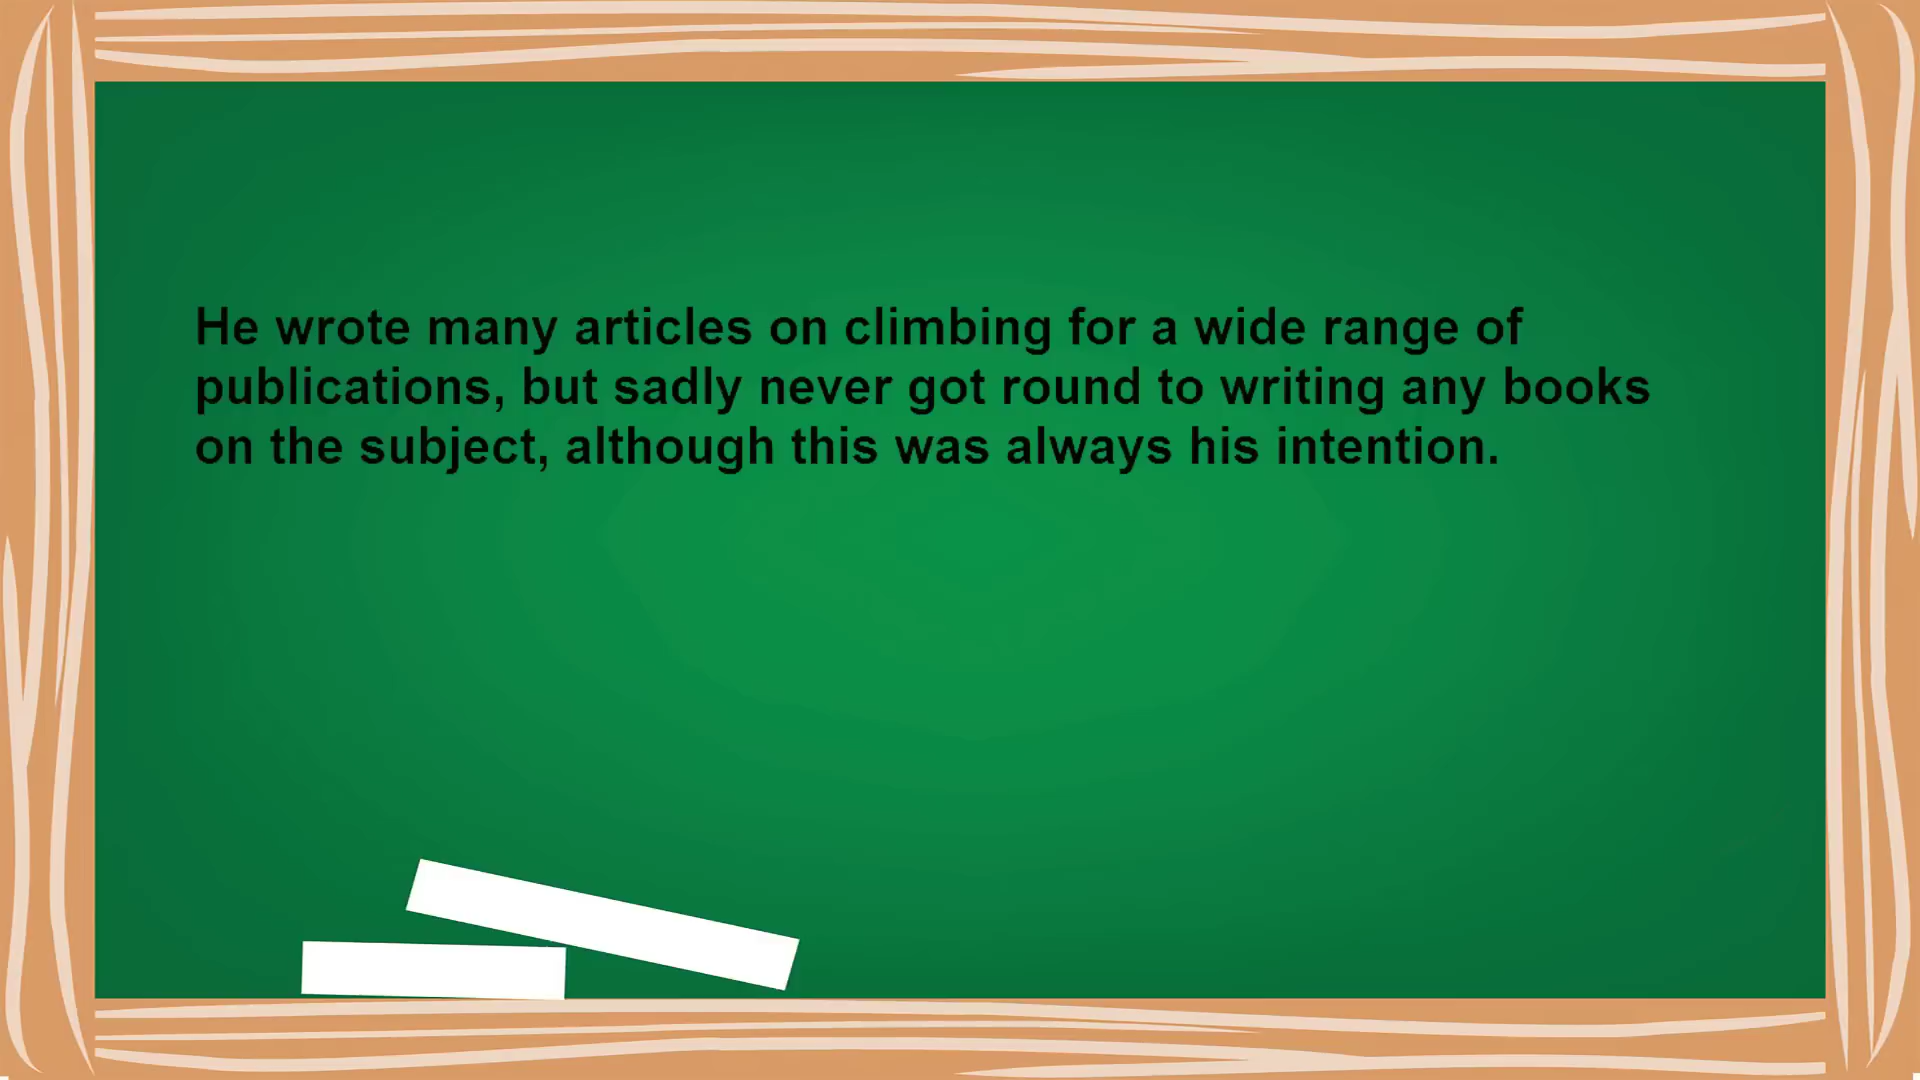 He wrote many articles on climbing for a wide range of
publications, but sadly never got round to writing any books
on the subject, although this was always his intention.